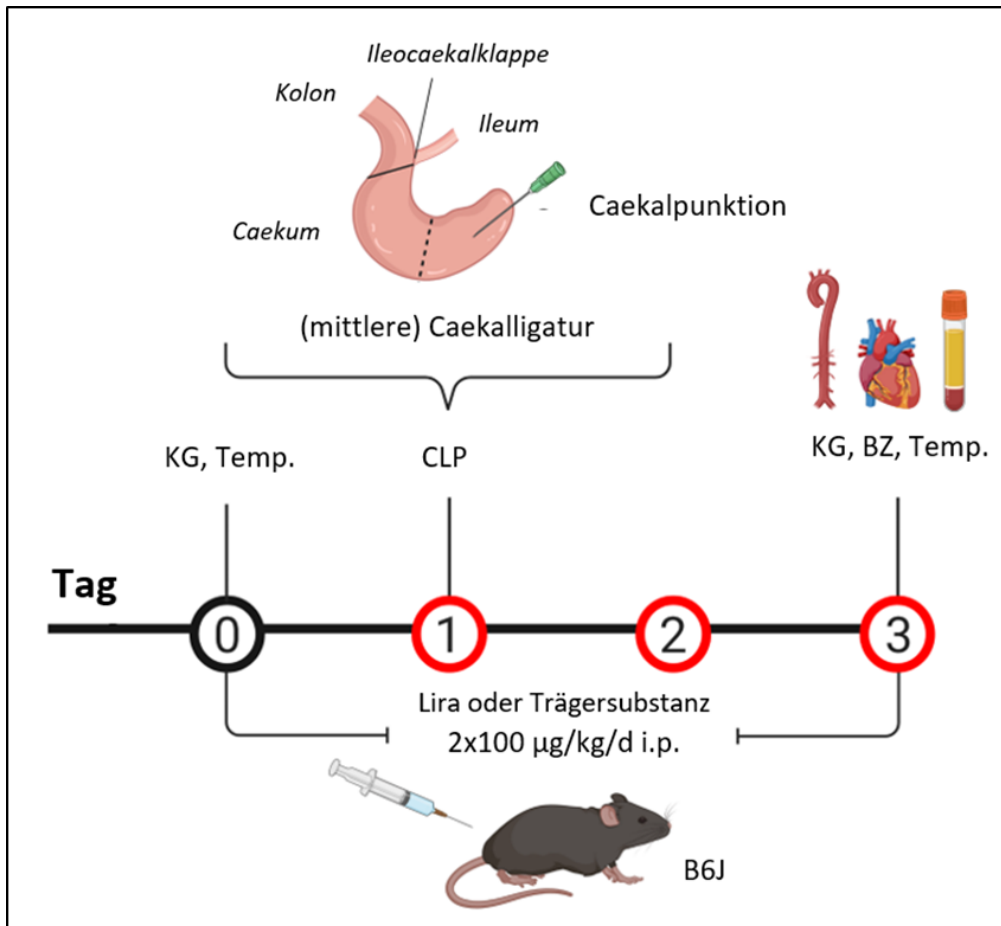 Ileocaekalklappe
Kolon
Ileum
Caekalpunktion
Caekum
(mittlere) Caekalligatur
KG, Temp.
CLP
KG, BZ, Temp.
Tag
0
1
2
3
Lira oder Trägersubstanz
2x100 µg/kg/d i.p.
B6J